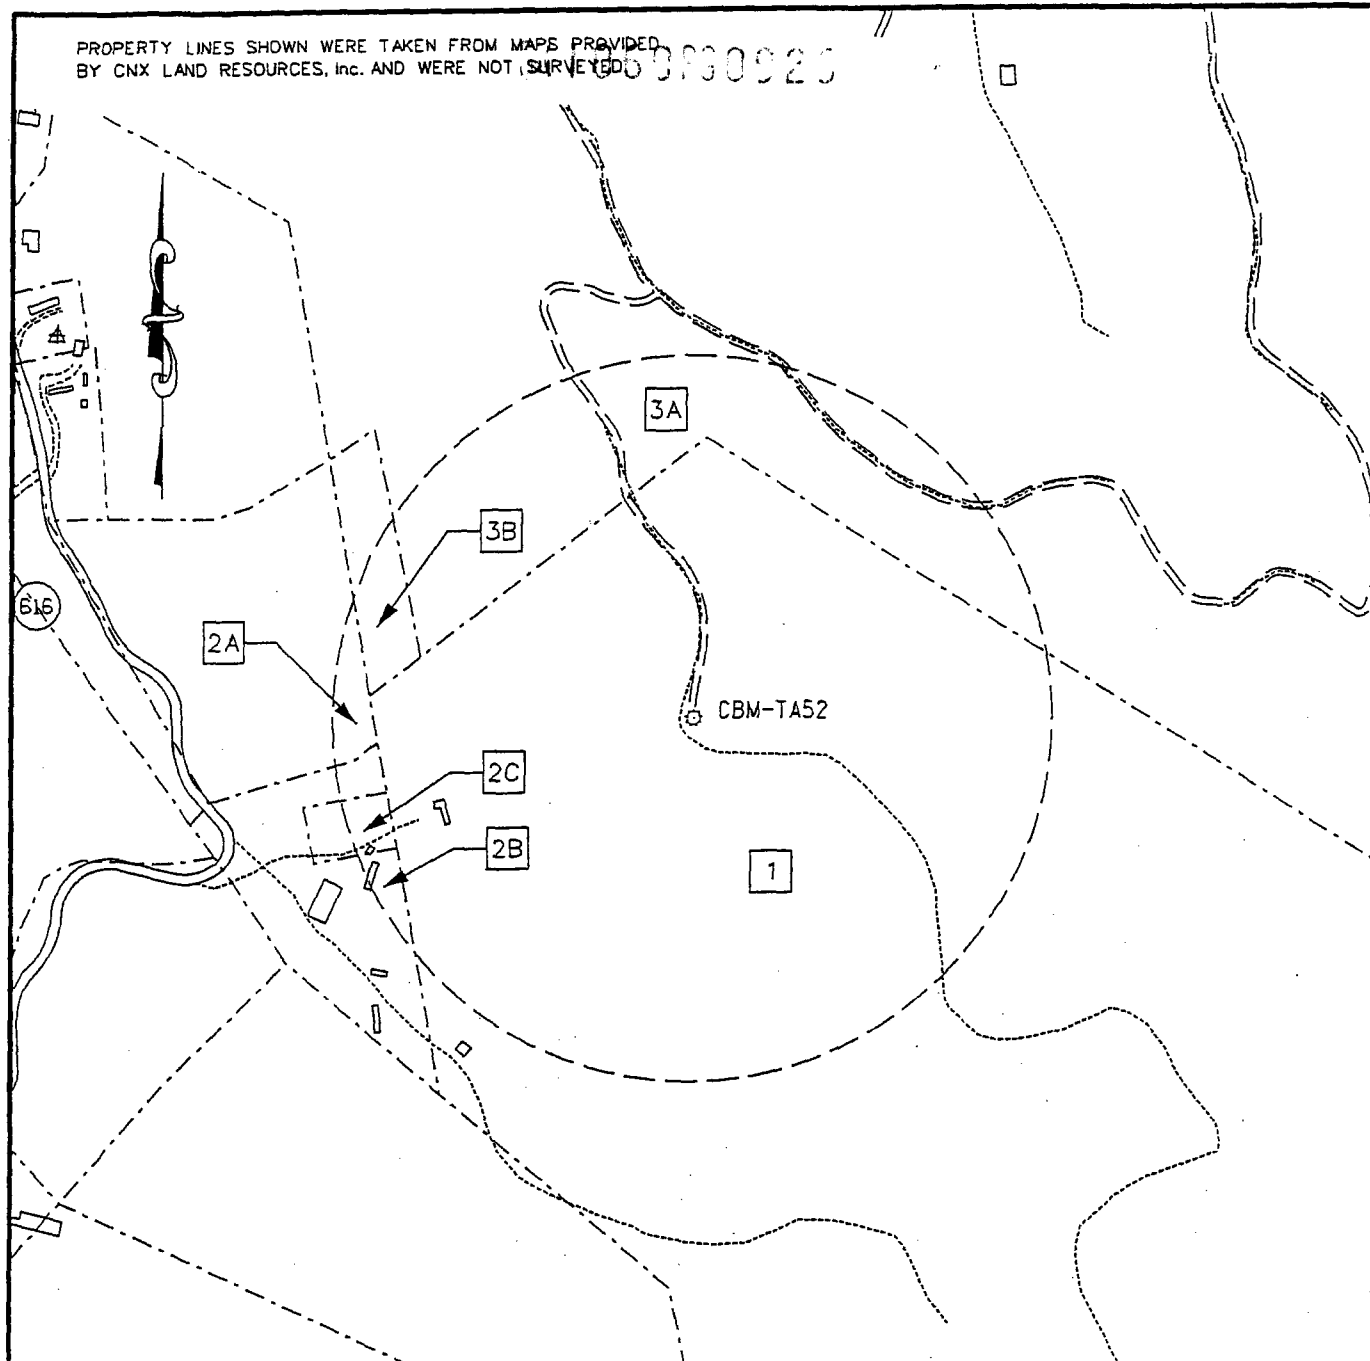 PROPERTY LINES SHOWN WERE TAKEN FROM MAPS PROVIDED
BY CNX LAND RESOURCES, Inc. AND WERE NOT SURVEYED.
3A
3B
616
2A
CBM-TA52
2C
2B
1